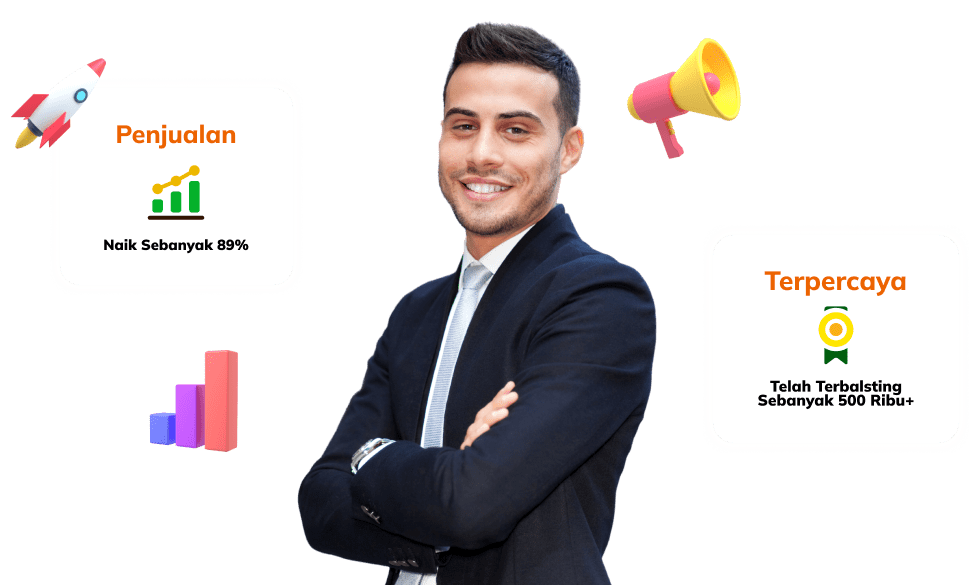 Penjualan
Naik Sebanyak 89%
Terpercaya
Telah Terbalsting
Sebanyak 500 Ribu+